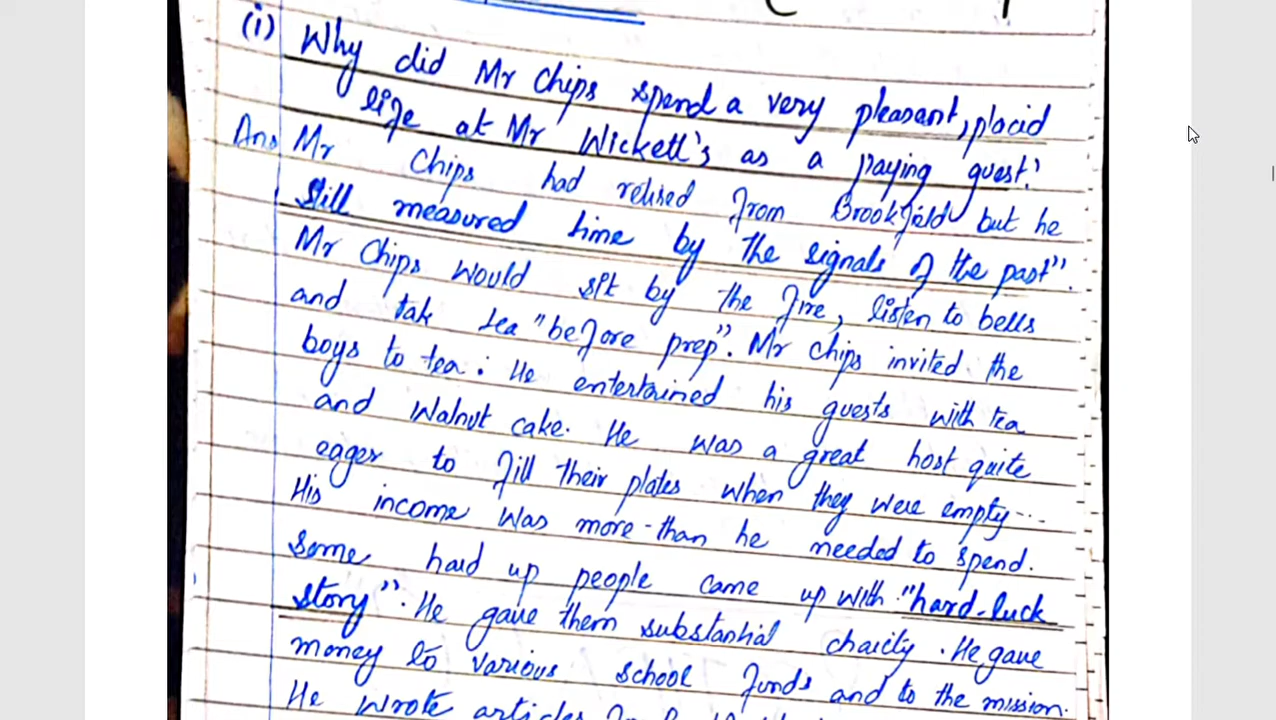 (i) Why did Mr Chips spend a very pleasant, placid
life at Mr Wickett's as a paying guest?
Ans Mr Chips had retired from Brookfield but he
still measured time by the signals of the past".
Mr Chips would sit by the fire, listen to bells
and tak tea "before prep". Mr chips invited the
boys to tea: He entertained his guests with tea
and walnut cake. He was a great host quite
eager to fill their plates when they were empty...
His income was more than he needed to spend.
Some hard up people came up with "hard-luck
story". He gave them substantial charity. He gave
money to various school funds and to the mission.
He wrote articles